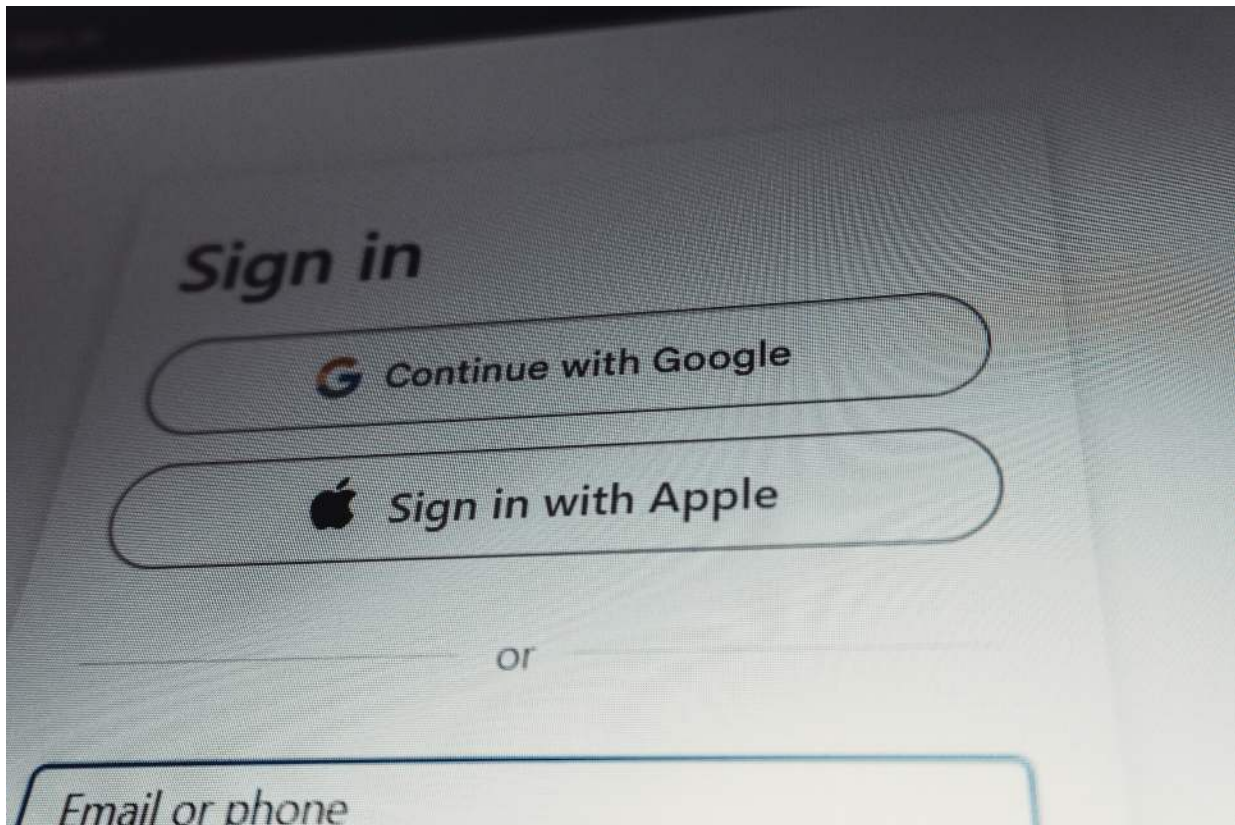 Sign in
Continue with Google
Sign in with Apple
or
Email or phone